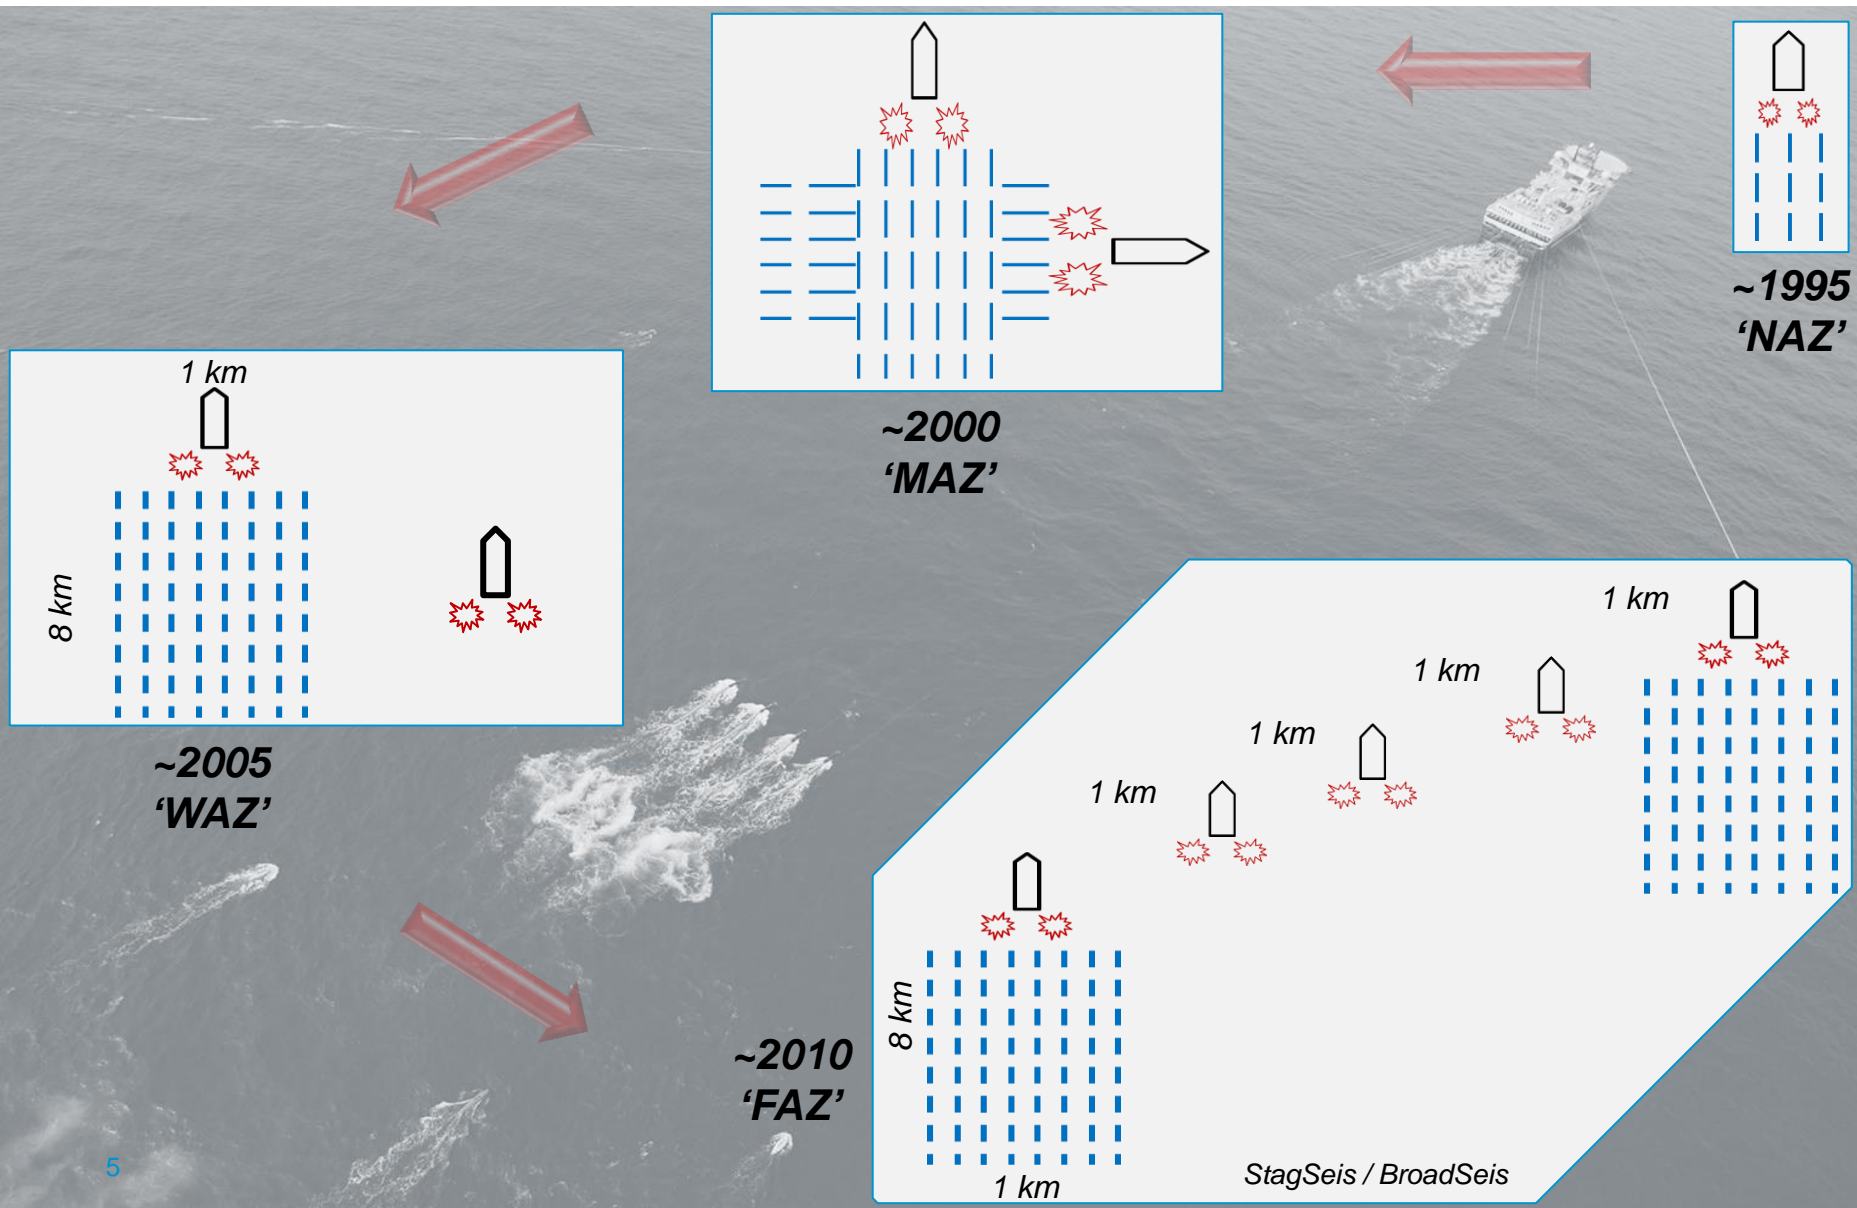 ~1995
‘NAZ’
~2000
‘MAZ’
1 km
8 km
~2005
‘WAZ’
1 km
1 km
1 km
1 km
8 km
1 km
~2010
‘FAZ’
StagSeis / BroadSeis
5